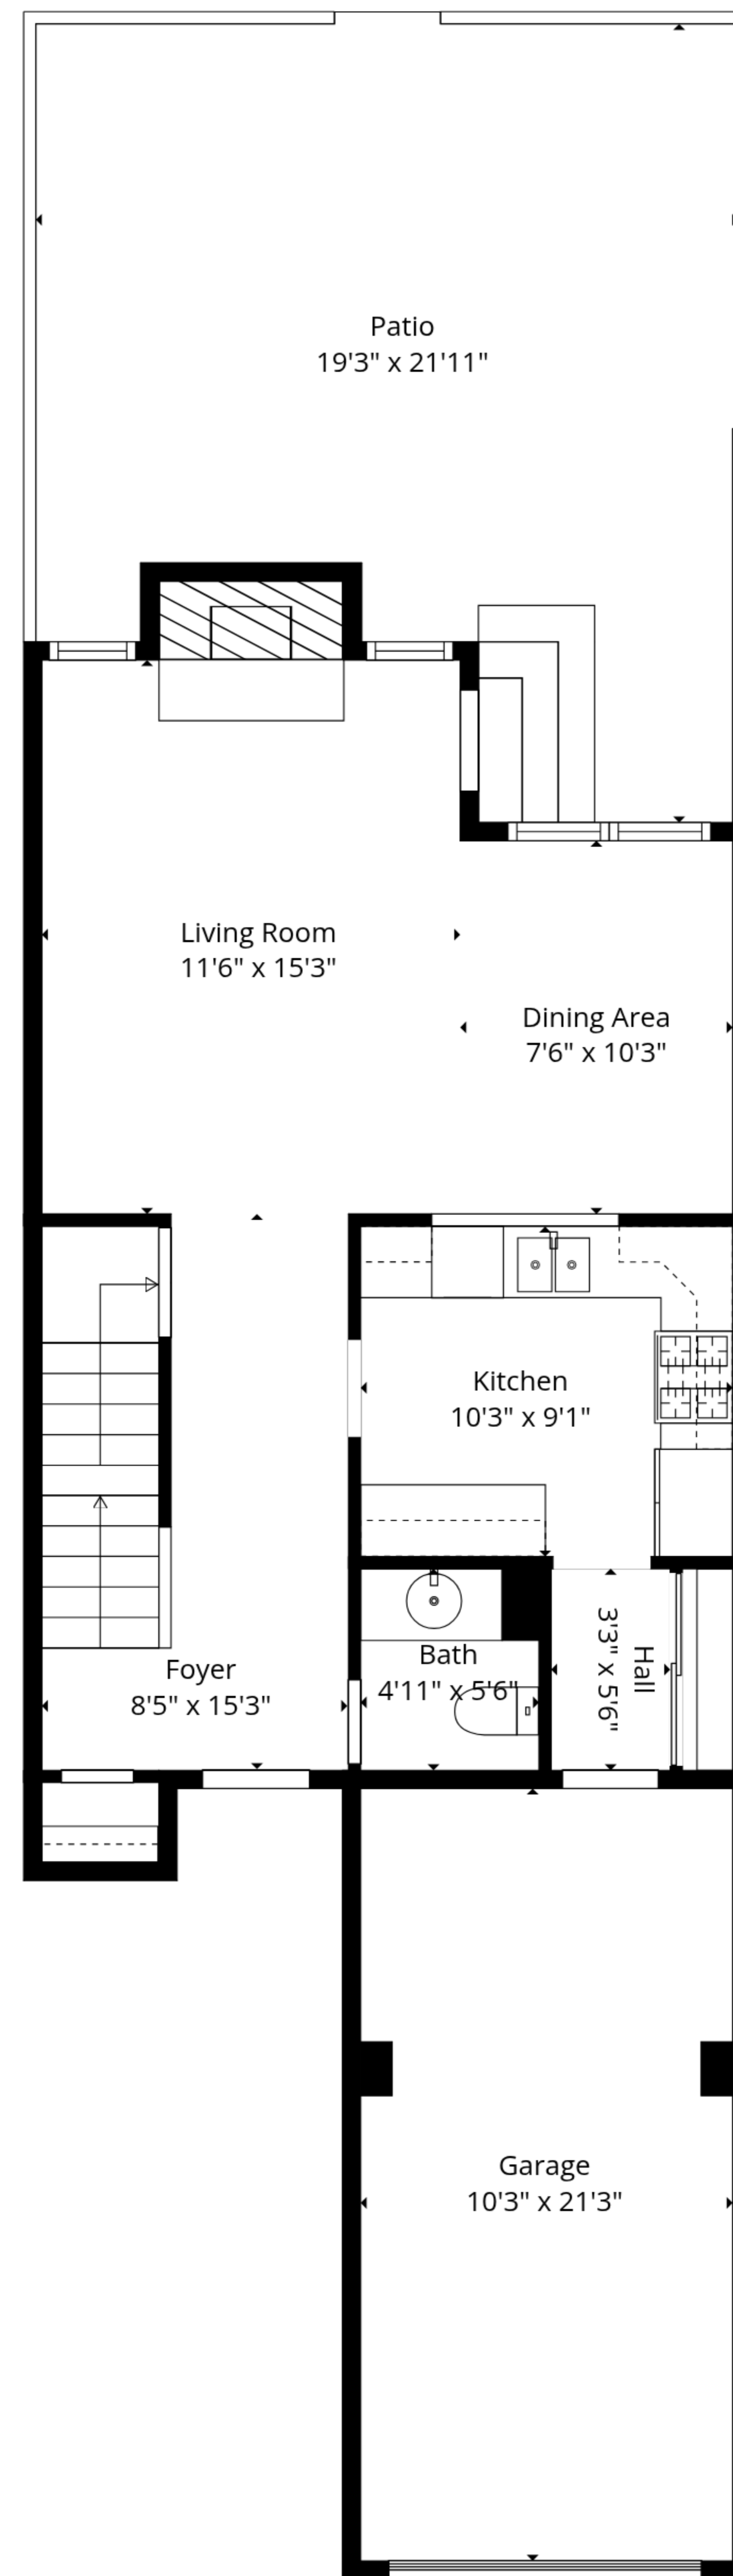 Patio
19'3" x 21'11"
Living Room
11'6" x 15'3"
Dining Area
7'6" x 10'3"
Kitchen
10'3" x 9'1"
Foyer
8'5" x 15'3"
Bath
4'11" x 5'6"
Hall
3'3" x 5'6"
Garage
10'3" x 21'3"